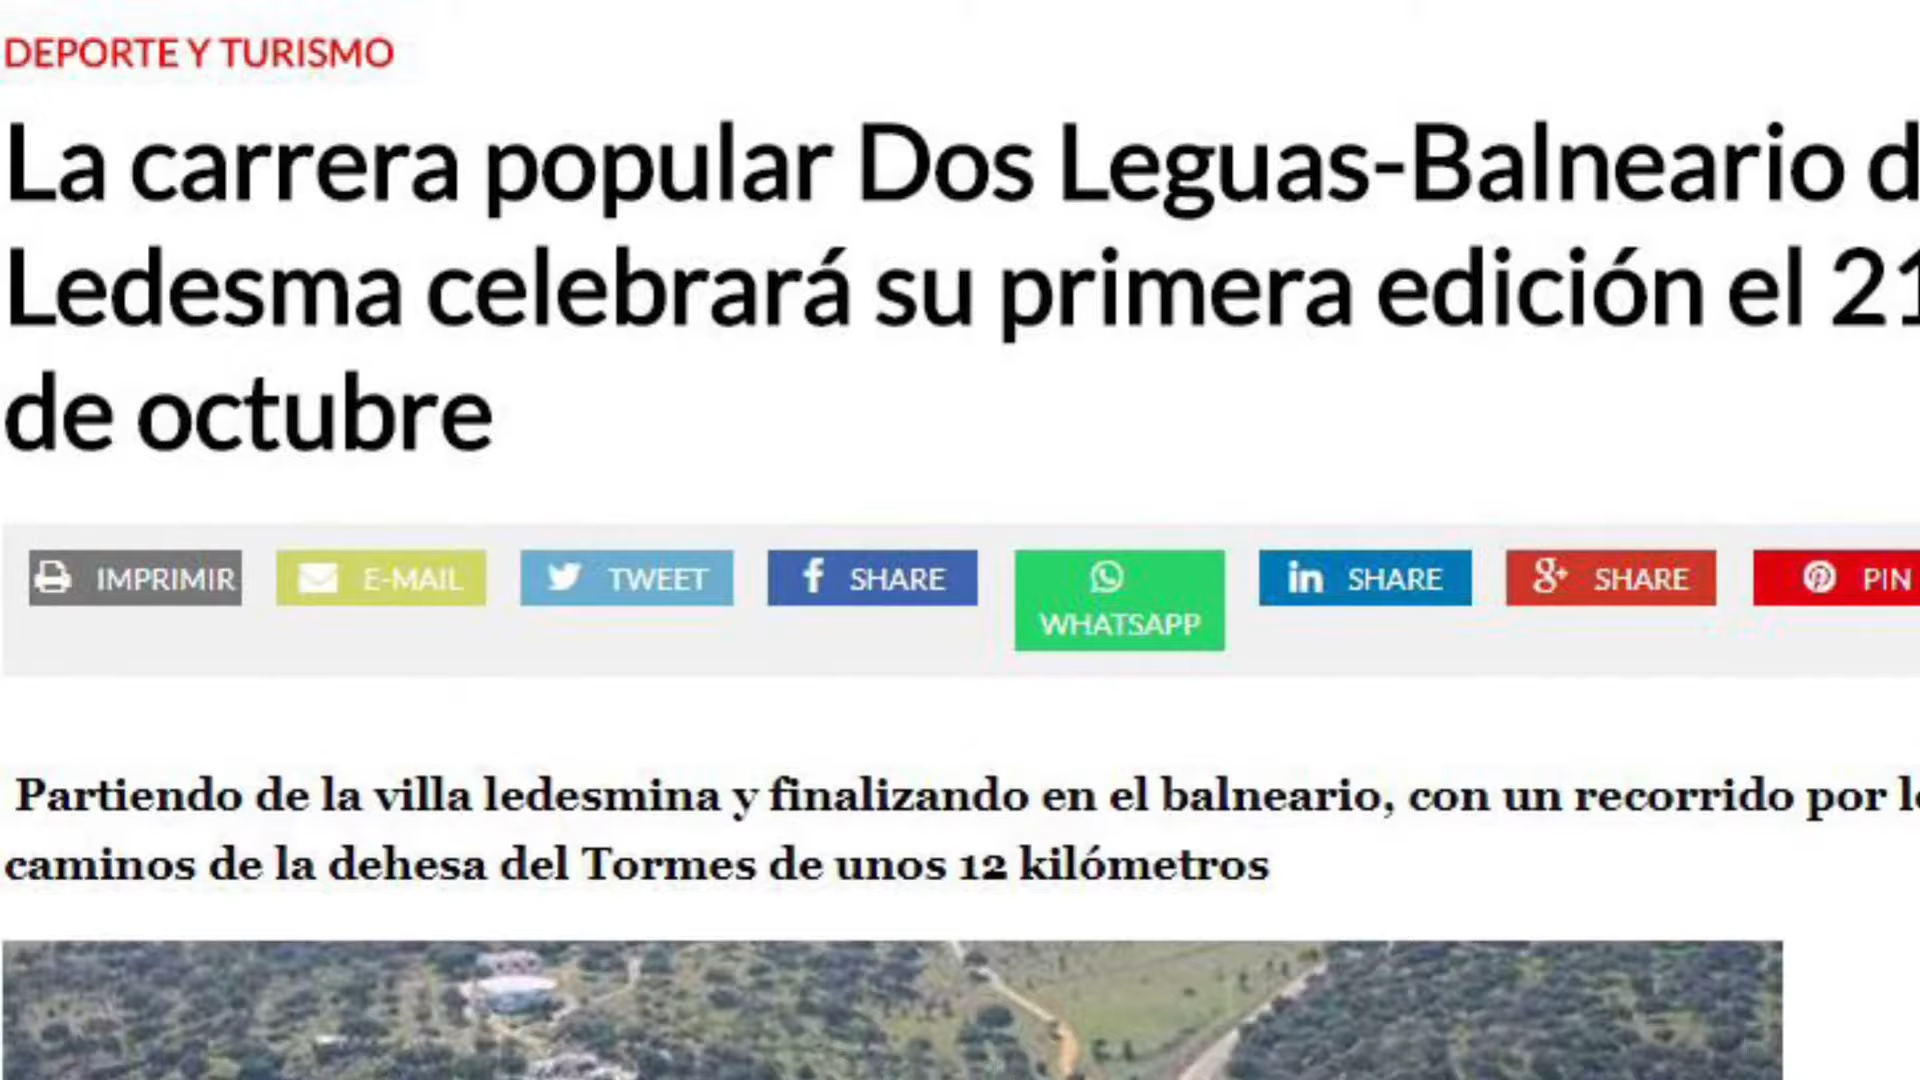 DEPORTE Y TURISMO
La carrera popular Dos Leguas-Balneario d
Ledesma celebrará su primera edición el 21
de octubre
IMPRIMIR E-MAIL TWEET SHARE WHATSAPP SHARE SHARE PIN
Partiendo de la villa ledesmina y finalizando en el balneario, con un recorrido por lo
caminos de la dehesa del Tormes de unos 12 kilómetros